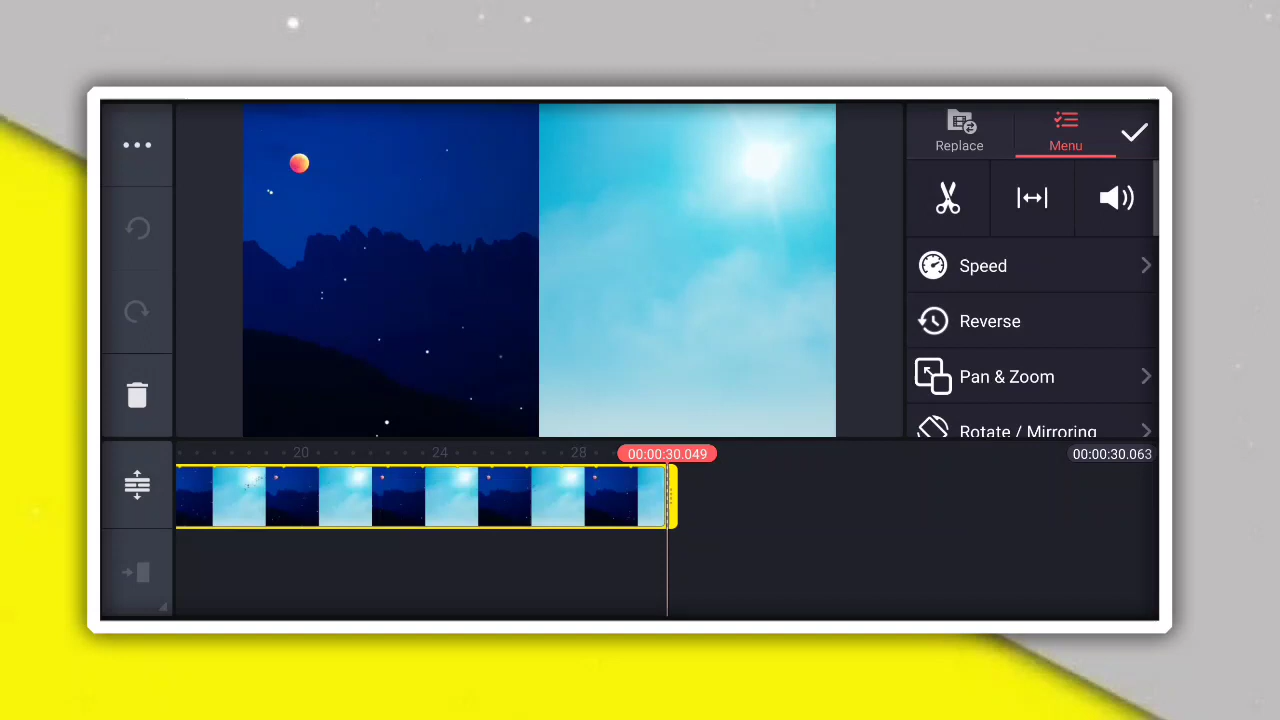 Replace
Menu
Speed
Reverse
Pan & Zoom
Rotate / Mirroring
20
24
28
00:00:30.049
00:00:30.063